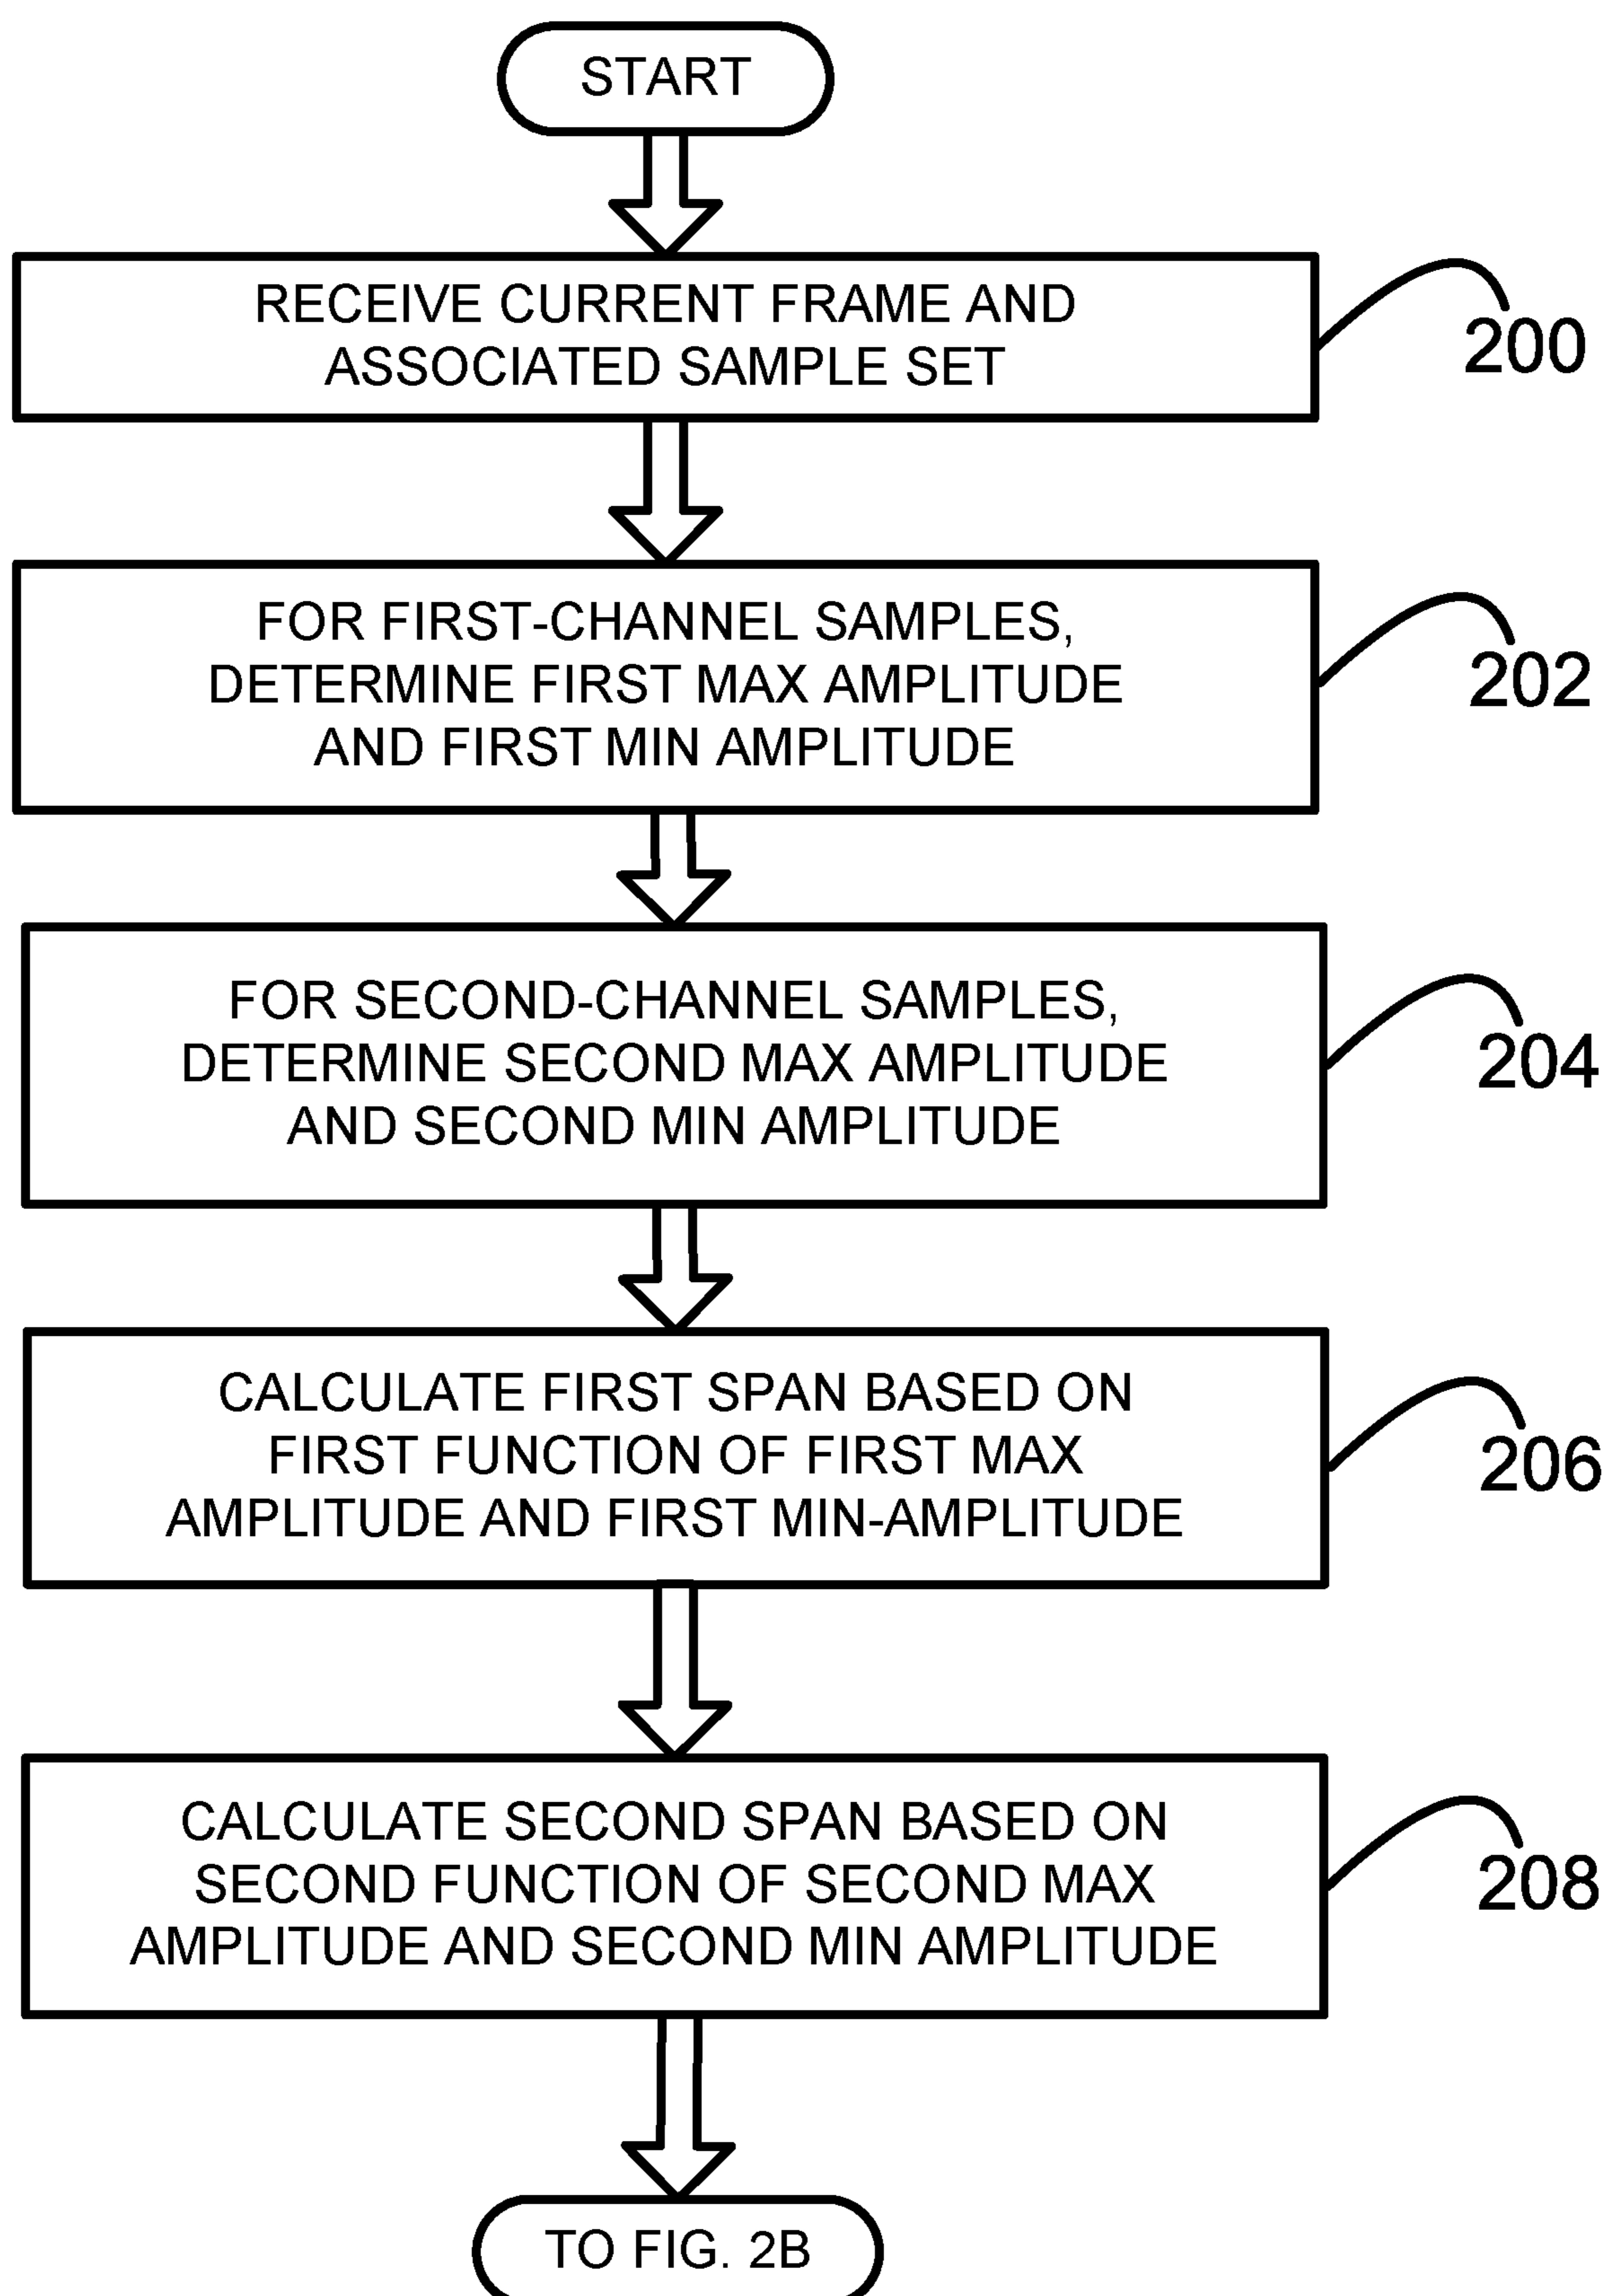 START
RECEIVE CURRENT FRAME AND
ASSOCIATED SAMPLE SET
200
FOR FIRST-CHANNEL SAMPLES,
DETERMINE FIRST MAX AMPLITUDE
AND FIRST MIN AMPLITUDE
202
FOR SECOND-CHANNEL SAMPLES,
DETERMINE SECOND MAX AMPLITUDE
AND SECOND MIN AMPLITUDE
204
CALCULATE FIRST SPAN BASED ON
FIRST FUNCTION OF FIRST MAX
AMPLITUDE AND FIRST MIN-AMPLITUDE
206
CALCULATE SECOND SPAN BASED ON
SECOND FUNCTION OF SECOND MAX
AMPLITUDE AND SECOND MIN AMPLITUDE
208
TO FIG. 2B